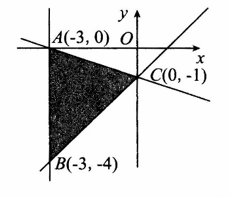 y
A(-3, 0) O
x
C(0, -1)
B(-3, -4)